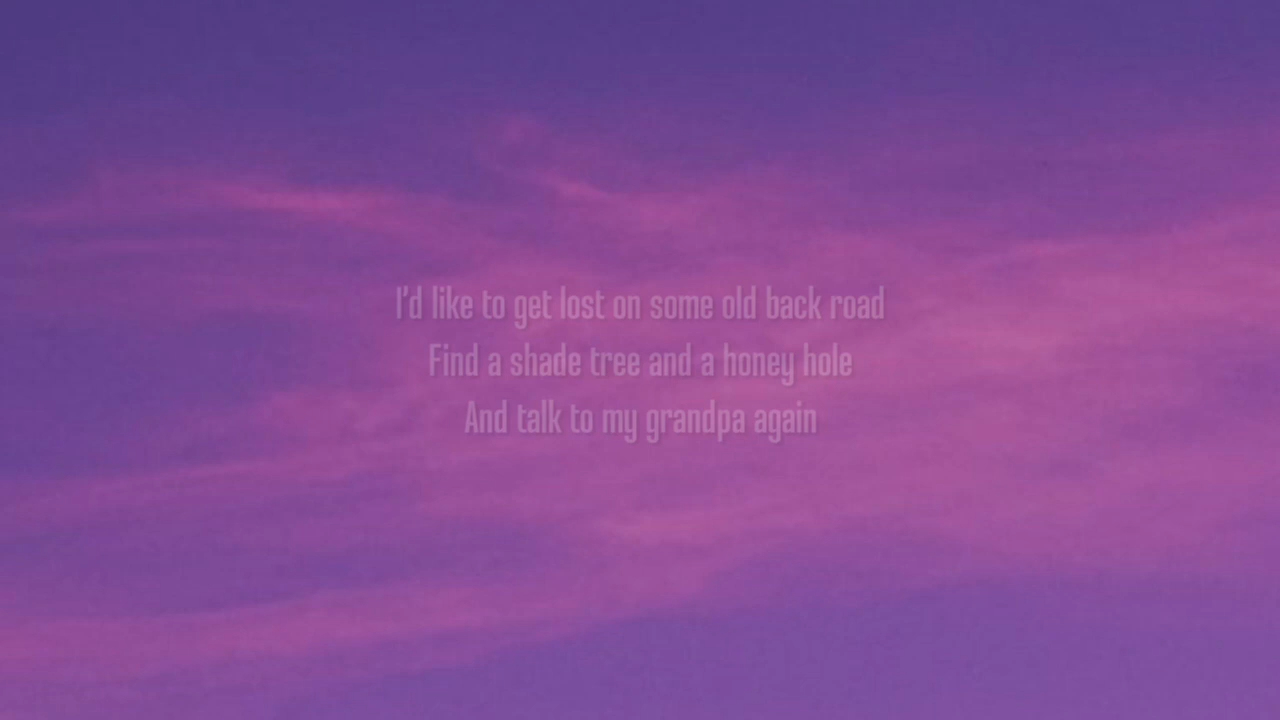 I'd like to get lost on some old back road
Find a shade tree and a honey hole
And talk to my grandpa again